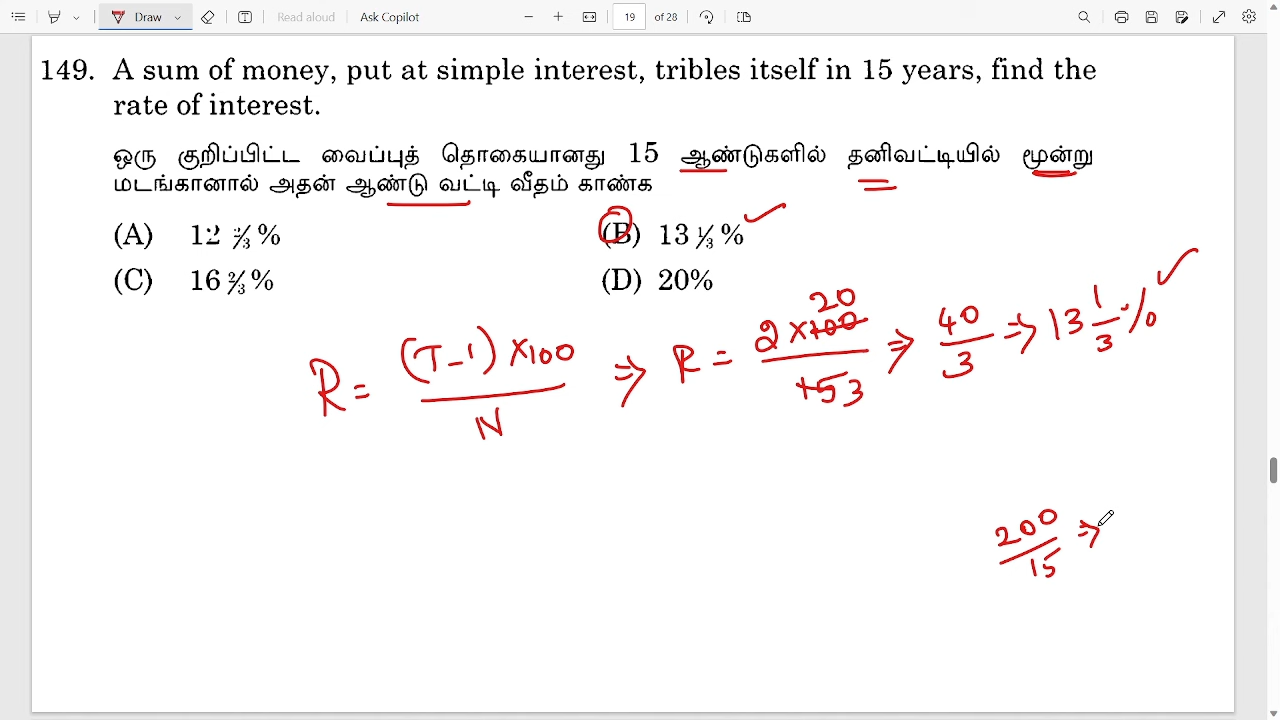 Draw
Read aloud
Ask Copilot
19 of 28
149. A sum of money, put at simple interest, tribles itself in 15 years, find the
rate of interest.
ஒரு குறிப்பிட்ட வைப்புத் தொகையானது 15 ஆண்டுகளில் தனிவட்டியில் மூன்று
மடங்கானால் அதன் ஆண்டு வட்டி வீதம் காண்க
(A) 12 2/3 %
(B) 13 1/3 %
(C) 16 2/3 %
(D) 20%
R = (T-1) × 100 / N ⇒ R = 2 × 100 20 / 15 3 ⇒ 40/3 ⇒ 13 1/3 %
200/15 ⇒